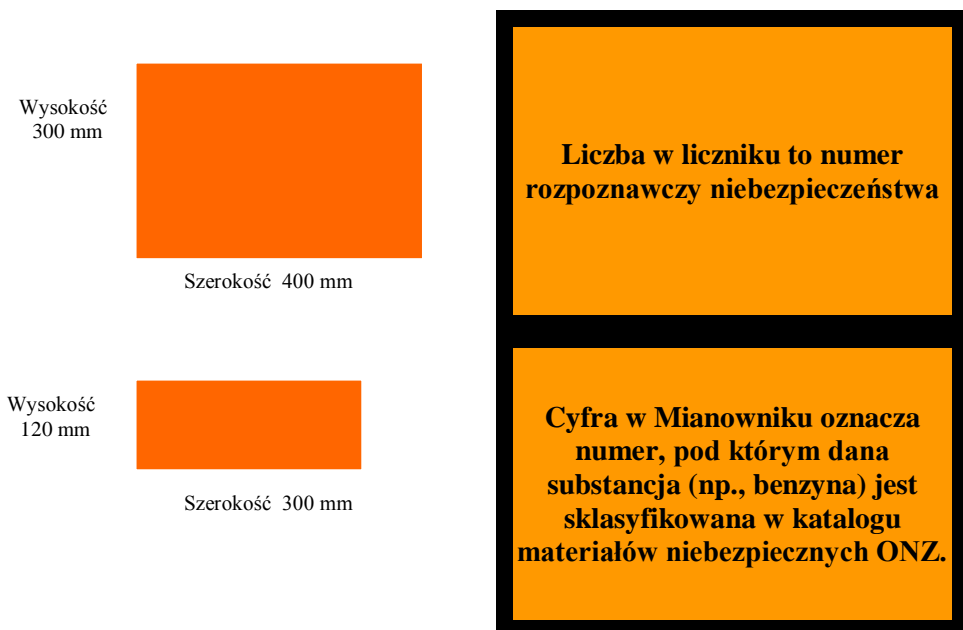 Wysokość
300 mm
Szerokość 400 mm
Wysokość
120 mm
Szerokość 300 mm
Liczba w liczniku to numer
rozpoznawczy niebezpieczeństwa
Cyfra w Mianowniku oznacza
numer, pod którym dana
substancja (np., benzyna) jest
sklasyfikowana w katalogu
materiałów niebezpiecznych ONZ.